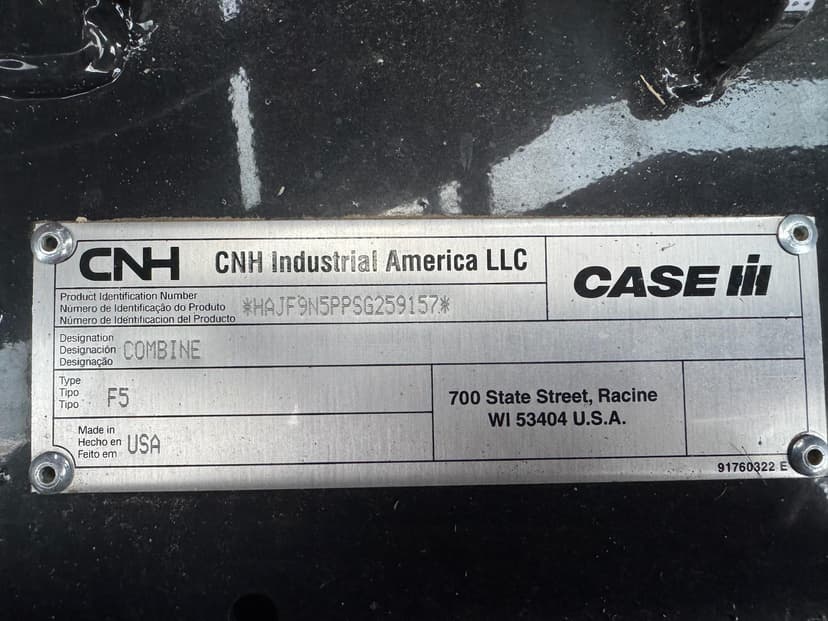 CNH CNH Industrial America LLC
CASE IH
Product Identification Number
Número de Identificação do Produto
Número de Identificacion del Producto
*HAJF9N5PPSG259157*
Designation
Designación
Designação
COMBINE
Type
Tipo
Tipo
F5
Made in
Hecho en
Feito em
USA
700 State Street, Racine
WI 53404 U.S.A.
91760322 E